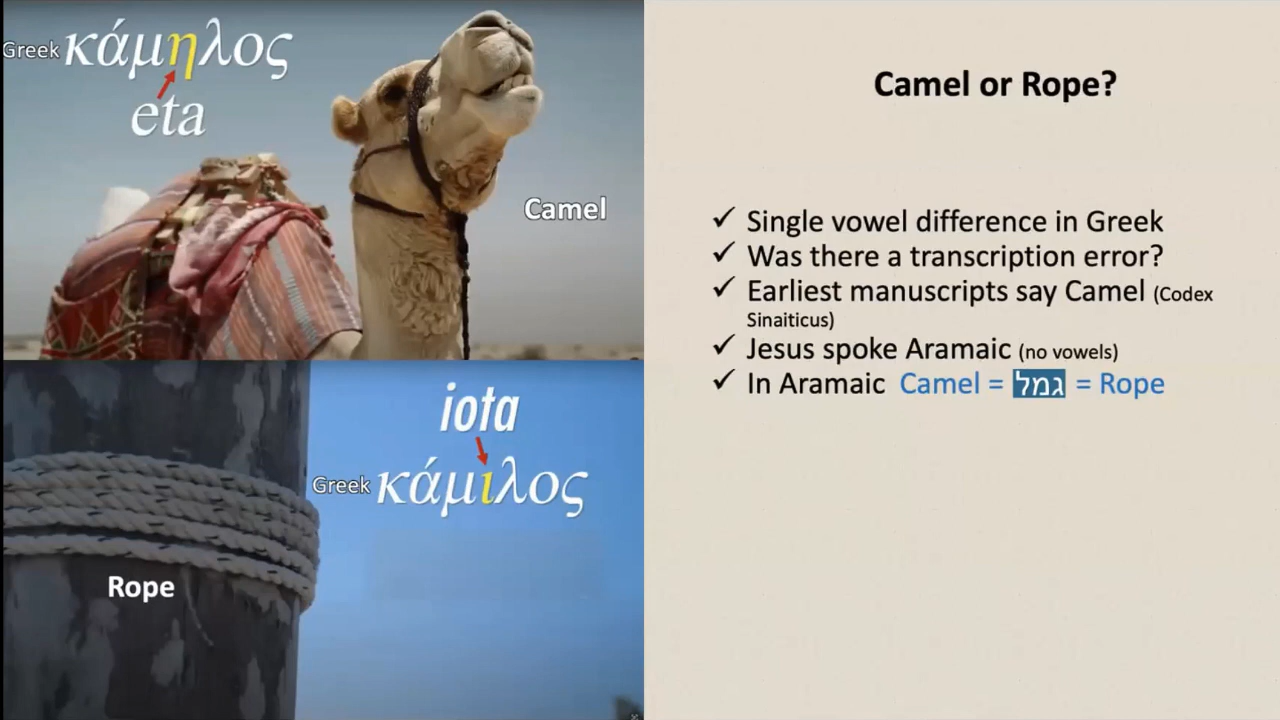 Greek κάμηλος
eta
Camel
iota
Greek κάμιλος
Rope
Camel or Rope?
✓ Single vowel difference in Greek
✓ Was there a transcription error?
✓ Earliest manuscripts say Camel (Codex
Sinaiticus)
✓ Jesus spoke Aramaic (no vowels)
✓ In Aramaic Camel = גמל = Rope